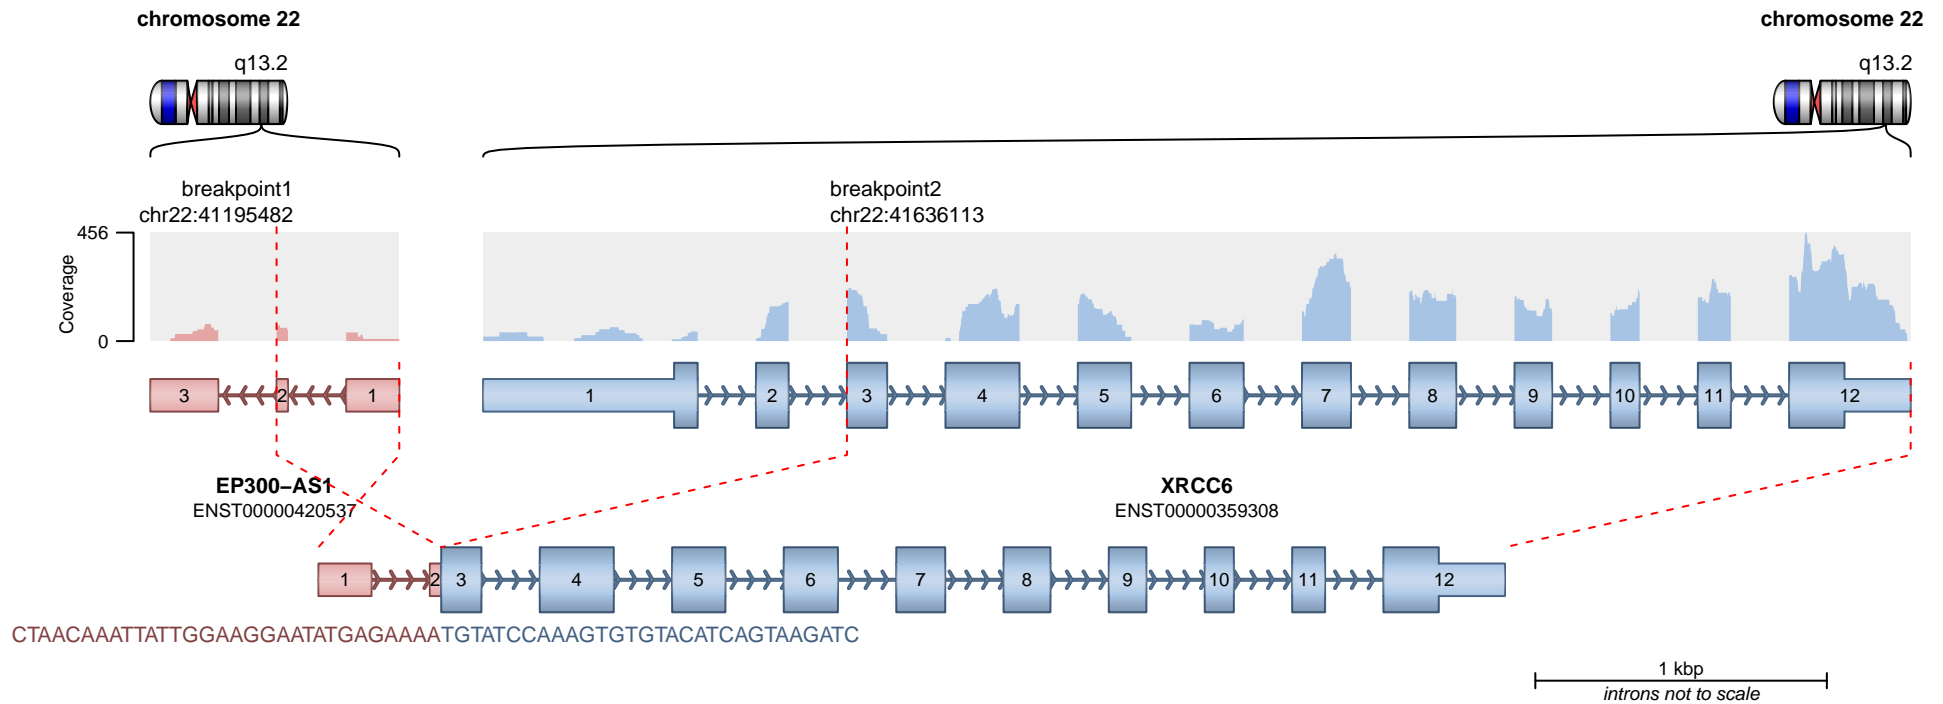 chromosome 22
chromosome 22
q13.2
q13.2
breakpoint1
chr22:41195482
breakpoint2
chr22:41636113
456
0
Coverage
3 2 1
1 2 3 4 5 6 7 8 9 10 11 12
EP300−AS1
ENST00000420537
XRCC6
ENST00000359308
1 2 3 4 5 6 7 8 9 10 11 12
CTAACAAATTATTGGAAGGAATATGAGAAAATGTATCCAAAGTGTGTACATCAGTAAGATC
1 kbp
introns not to scale